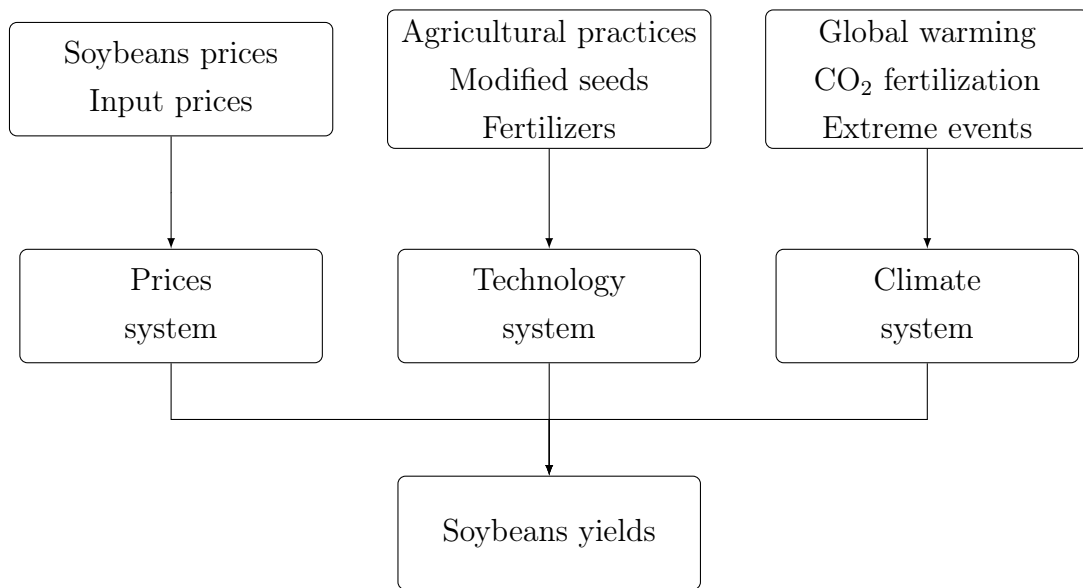 Soybeans prices
Input prices
Agricultural practices
Modified seeds
Fertilizers
Global warming
CO₂ fertilization
Extreme events
Prices
system
Technology
system
Climate
system
Soybeans yields